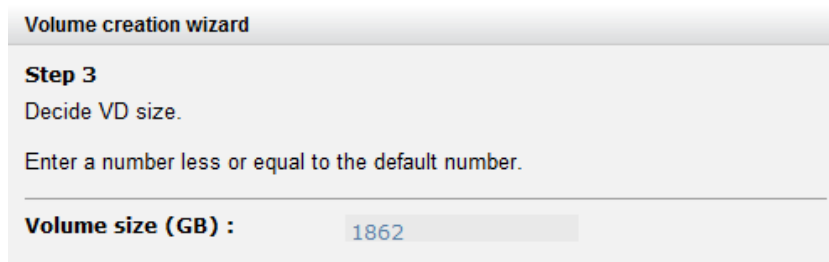 Volume creation wizard
Step 3
Decide VD size.
Enter a number less or equal to the default number.
Volume size (GB) : 1862